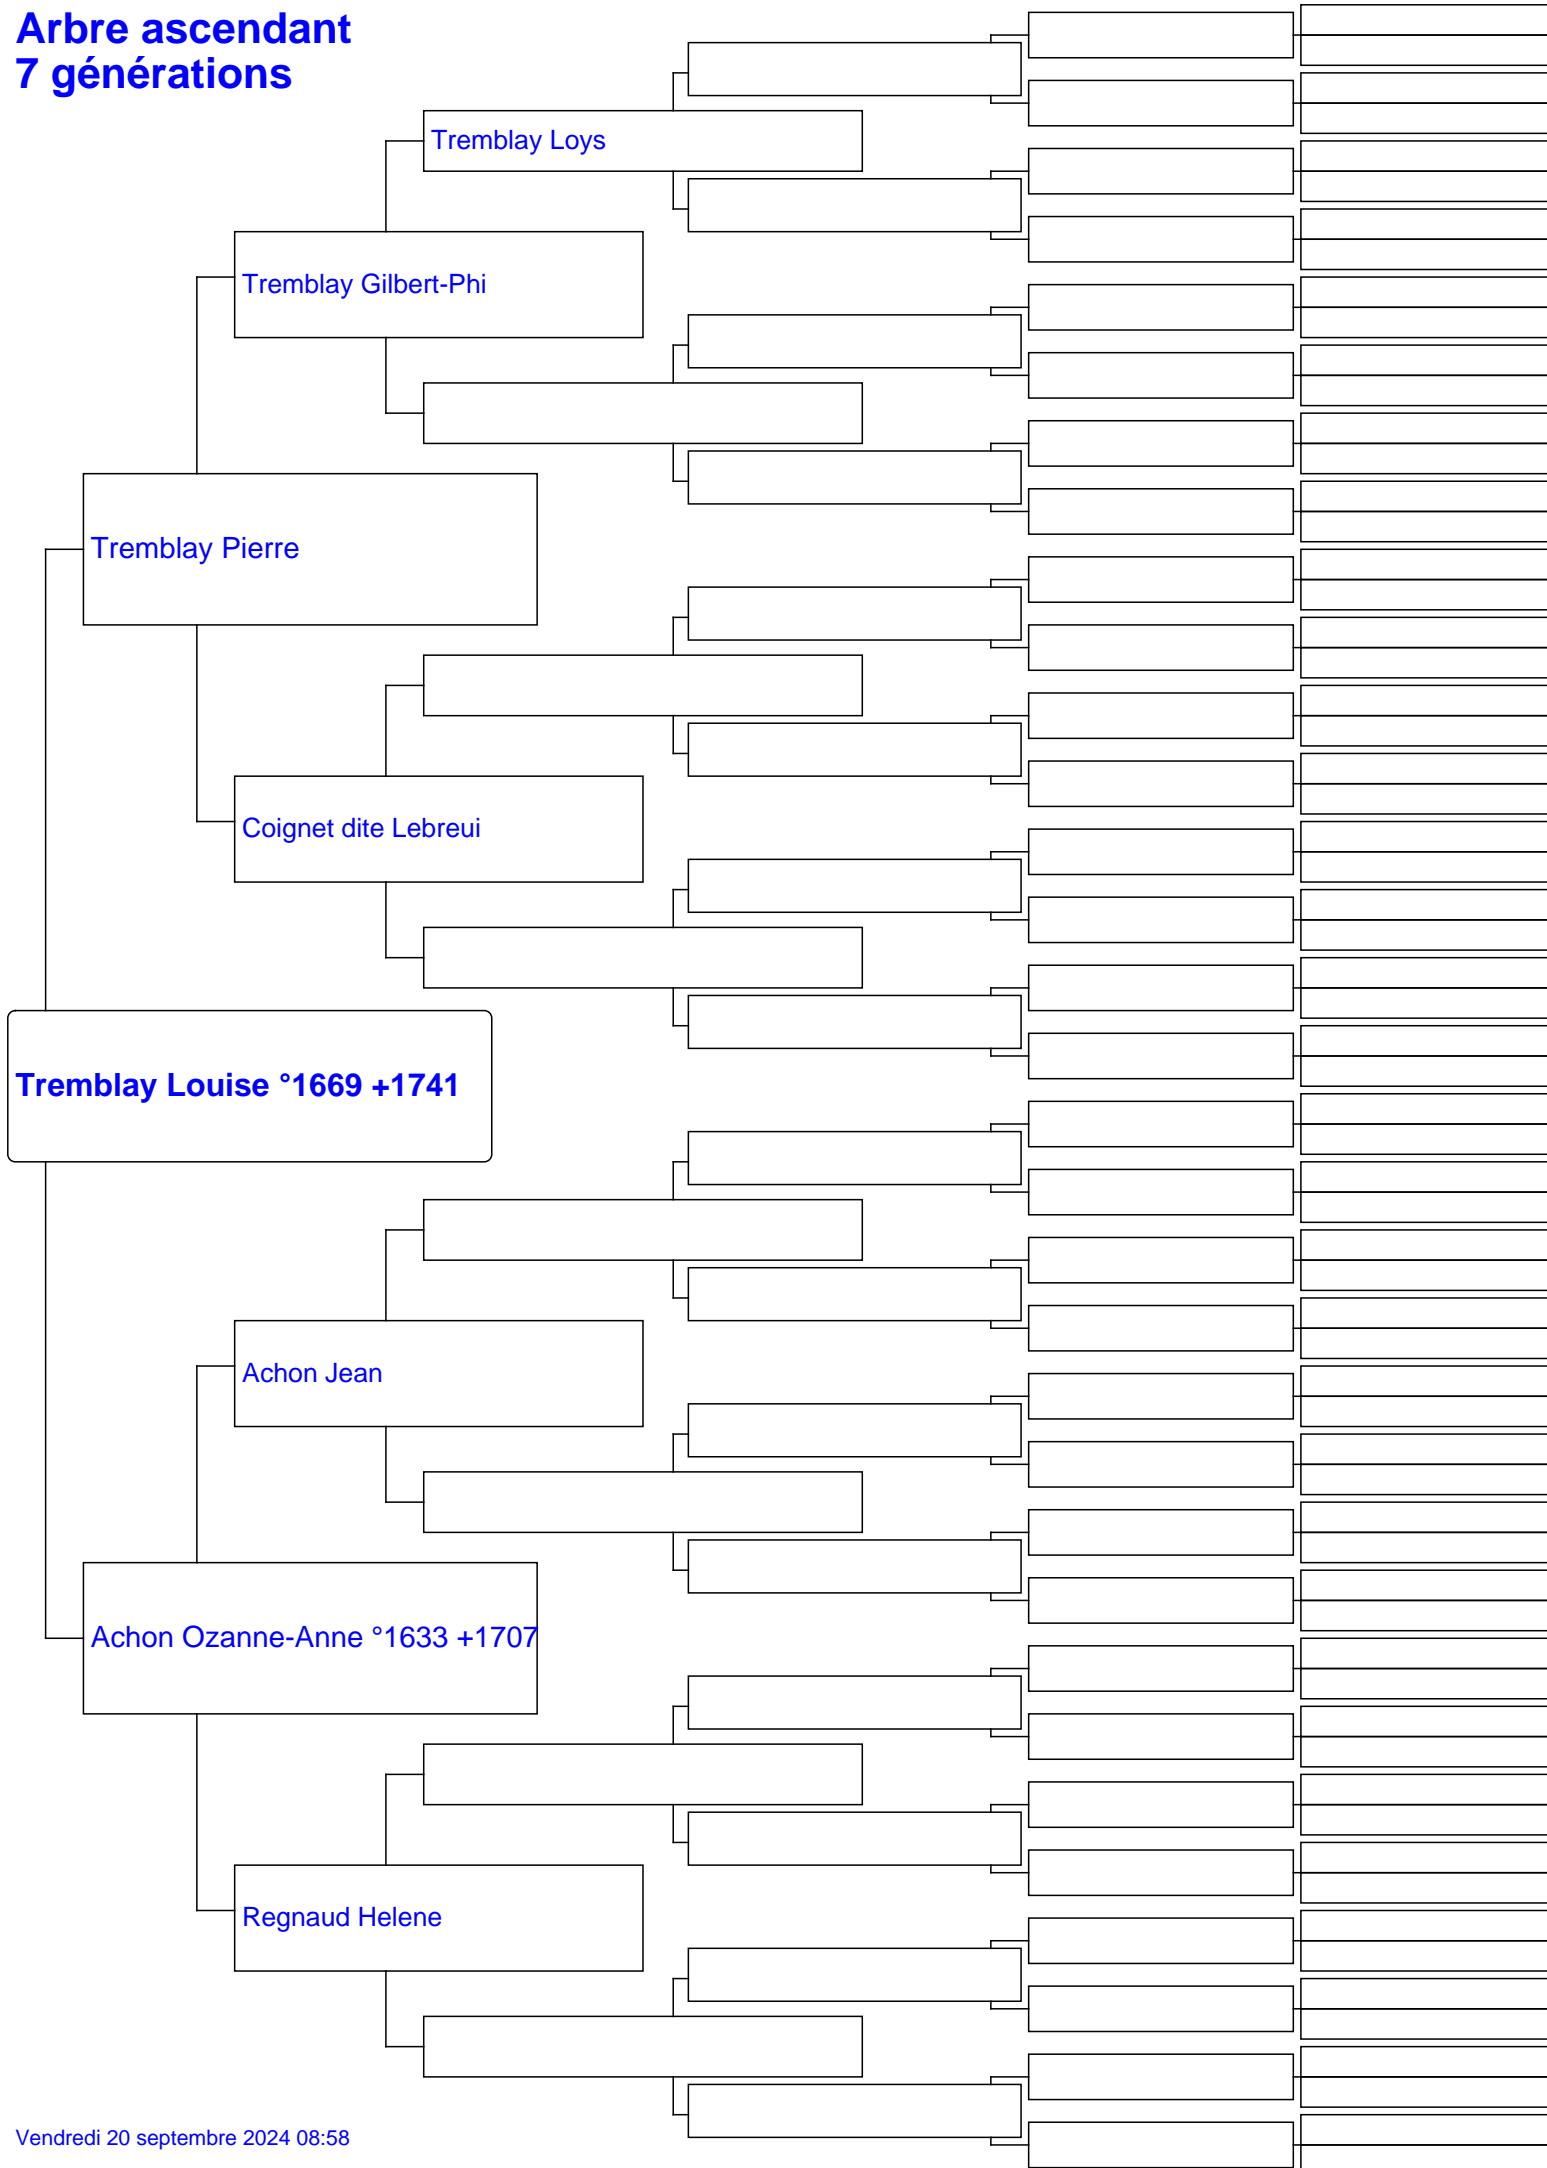 Arbre ascendant
7 générations
Tremblay Loys
Tremblay Gilbert-Phi
Tremblay Pierre
Coignet dite Lebreui
Tremblay Louise °1669 +1741
Achon Jean
Achon Ozanne-Anne °1633 +1707
Regnaud Helene
Vendredi 20 septembre 2024 08:58